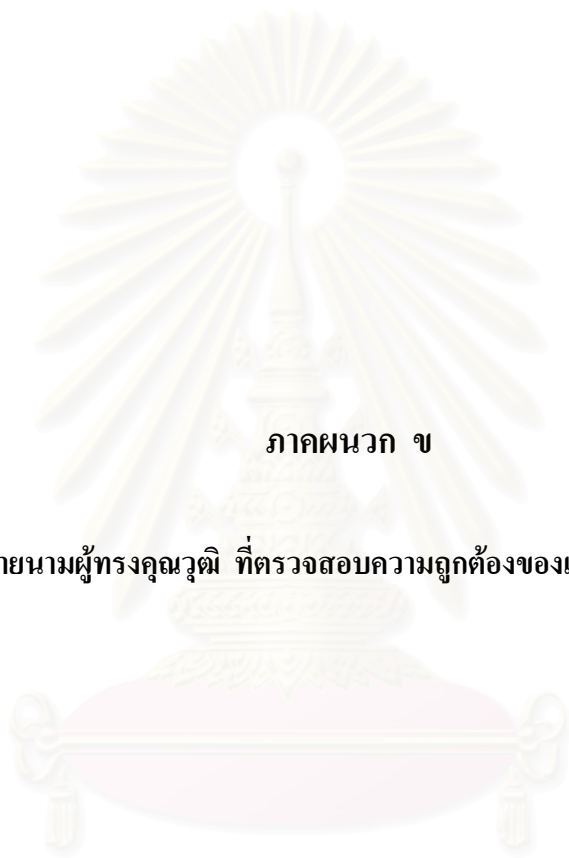 ภาคผนวก ข
ายนามผู้ทรงคุณวุฒิ ที่ตรวจสอบความถูกต้องของ